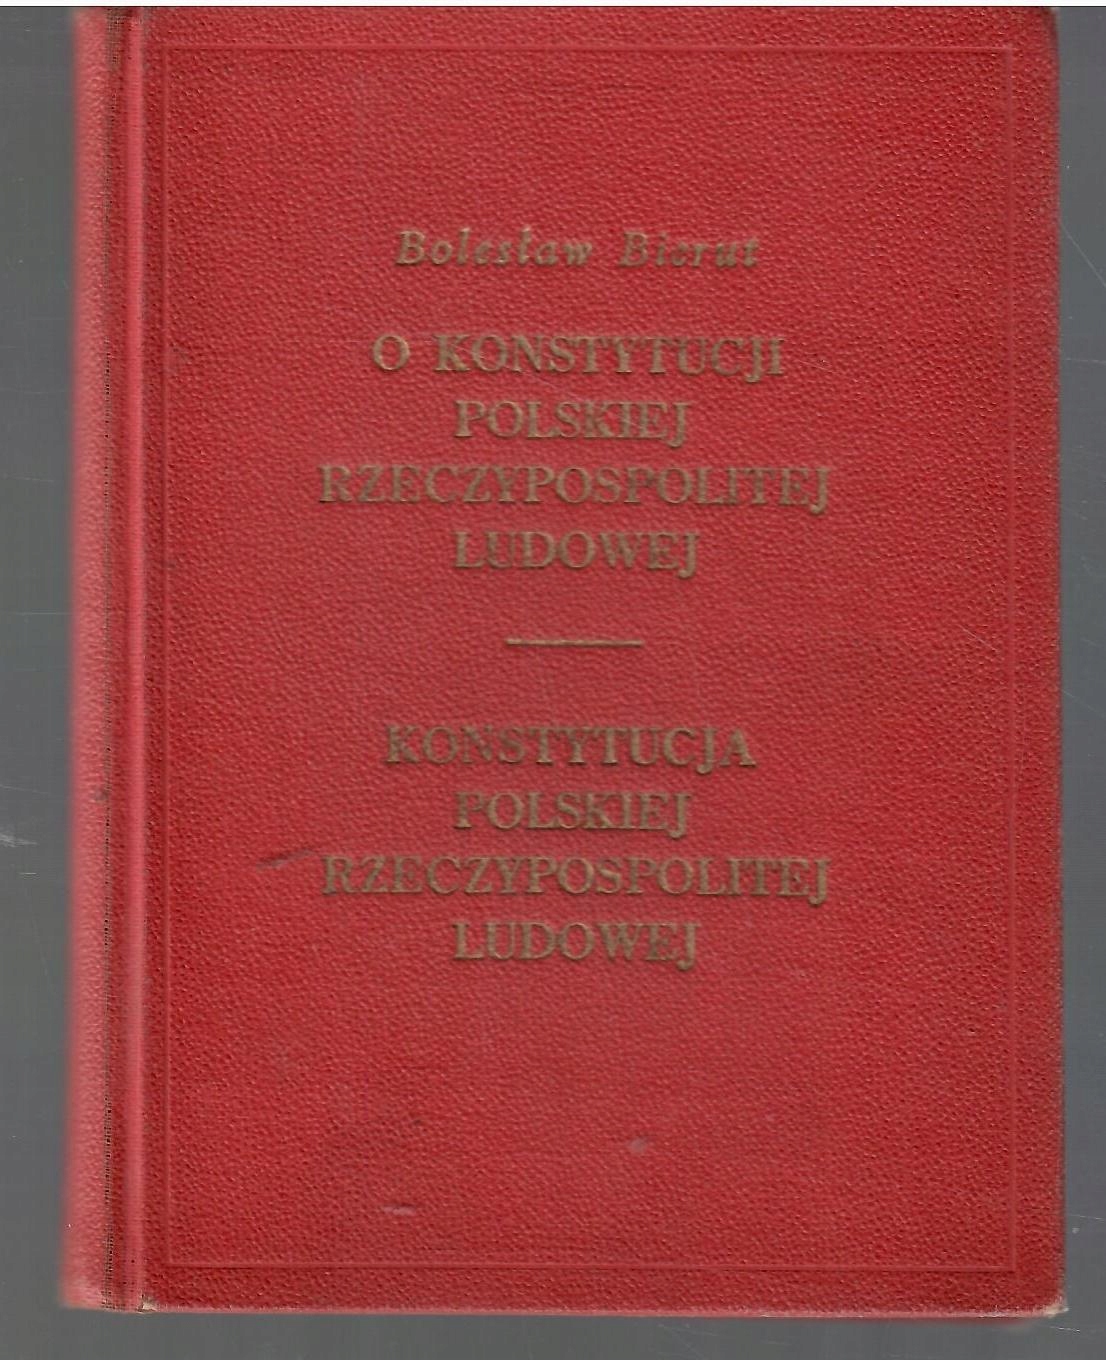 Bolesław Bierut
O KONSTYTUCJI
POLSKIEJ
RZECZYPOSPOLITEJ
LUDOWEJ
KONSTYTUCJA
POLSKIEJ
RZECZYPOSPOLITEJ
LUDOWEJ